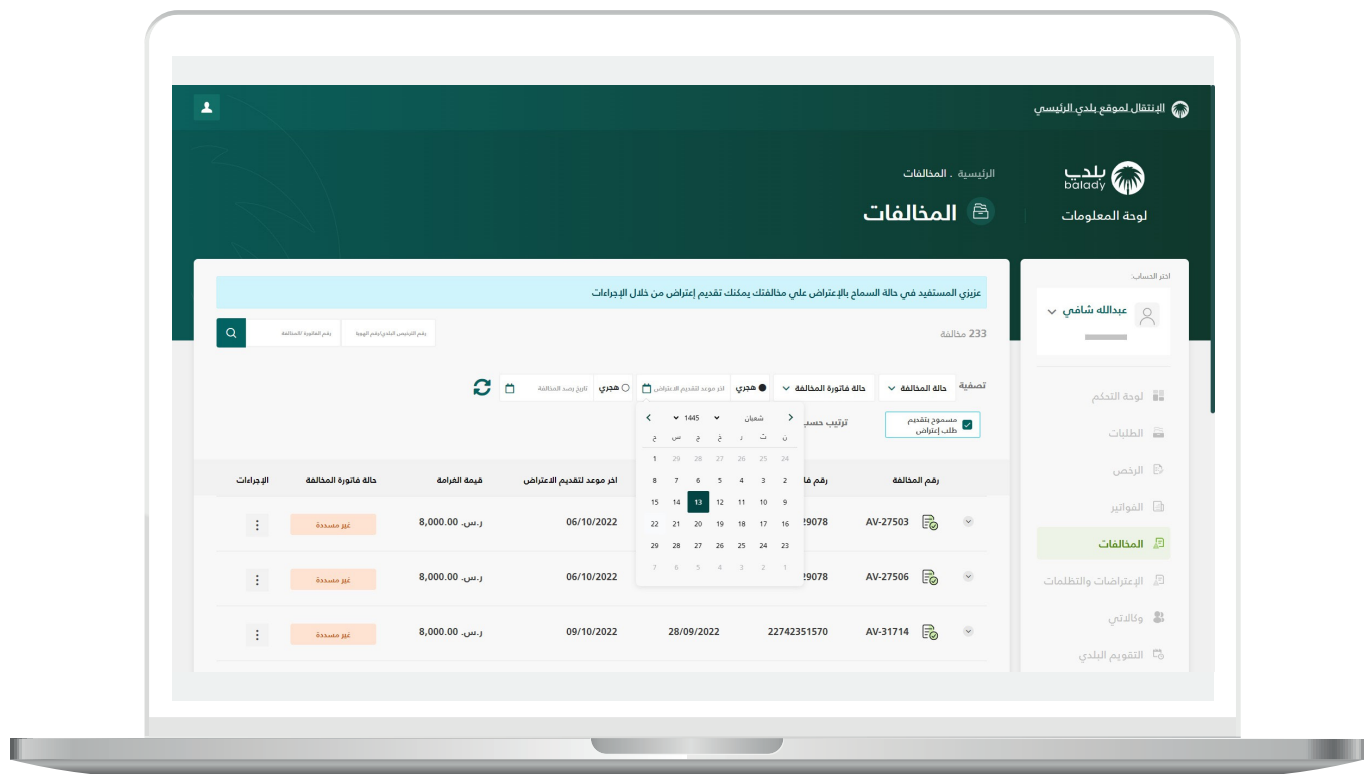 الإنتقال لموقع بلدي الرئيسي
بلدي
balady
لوحة المعلومات
الرئيسية . المخالفات
المخالفات
اختر الحساب:
عبدالله شافي
لوحة التحكم
الطلبات
الرخص
الفواتير
المخالفات
الإعتراضات والتظلمات
وكالاتي
التقويم البلدي
عزيزي المستفيد في حالة السماح بالإعتراض علي مخالفتك يمكنك تقديم إعتراض من خلال الإجراءات
233 مخالفة
رقم الفاتورة /المخالفة
تصفية حالة المخالفة حالة فاتورة المخالفة هجري اخر موعد لتقديم الاعتراض هجري تاريخ رصد المخالفة
مسموح بتقديم
طلب إعتراض
ترتيب حسب
شعبان 1445
ن ث ر خ ج س ح
24 25 26 27 28 29 1
2 3 4 5 6 7 8
9 10 11 12 13 14 15
16 17 18 19 20 21 22
23 24 25 26 27 28 29
1 2 3 4 5 6 7
رقم المخالفة رقم فا اخر موعد لتقديم الاعتراض قيمة الغرامة حالة فاتورة المخالفة الإجراءات
AV-27503 29078 06/10/2022 ر.س. 8,000.00 غير مسددة
AV-27506 29078 06/10/2022 ر.س. 8,000.00 غير مسددة
AV-31714 22742351570 28/09/2022 09/10/2022 ر.س. 8,000.00 غير مسددة